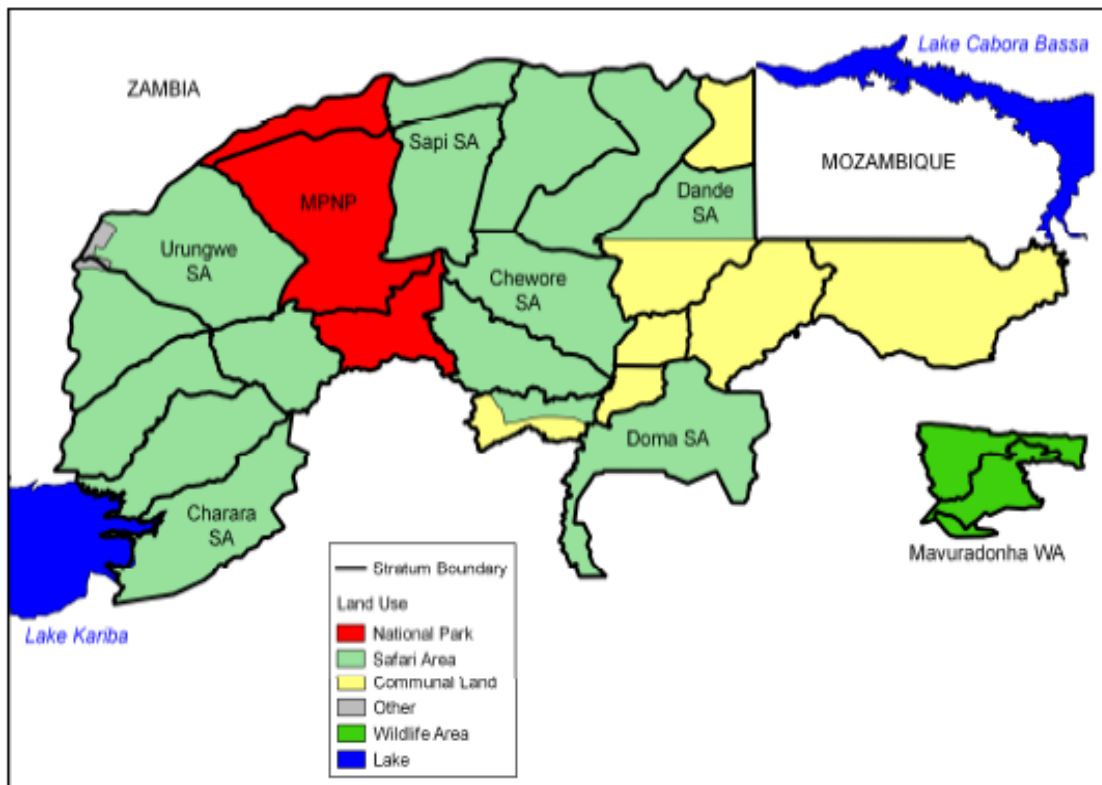 Lake Cabora Bassa
ZAMBIA
Sapi SA
MOZAMBIQUE
MPNP
Dande
SA
Urungwe
SA
Chewore
SA
Doma SA
Charara
SA
Mavuradonha WA
Lake Kariba
Stratum Boundary
Land Use
National Park
Safari Area
Communal Land
Other
Wildlife Area
Lake